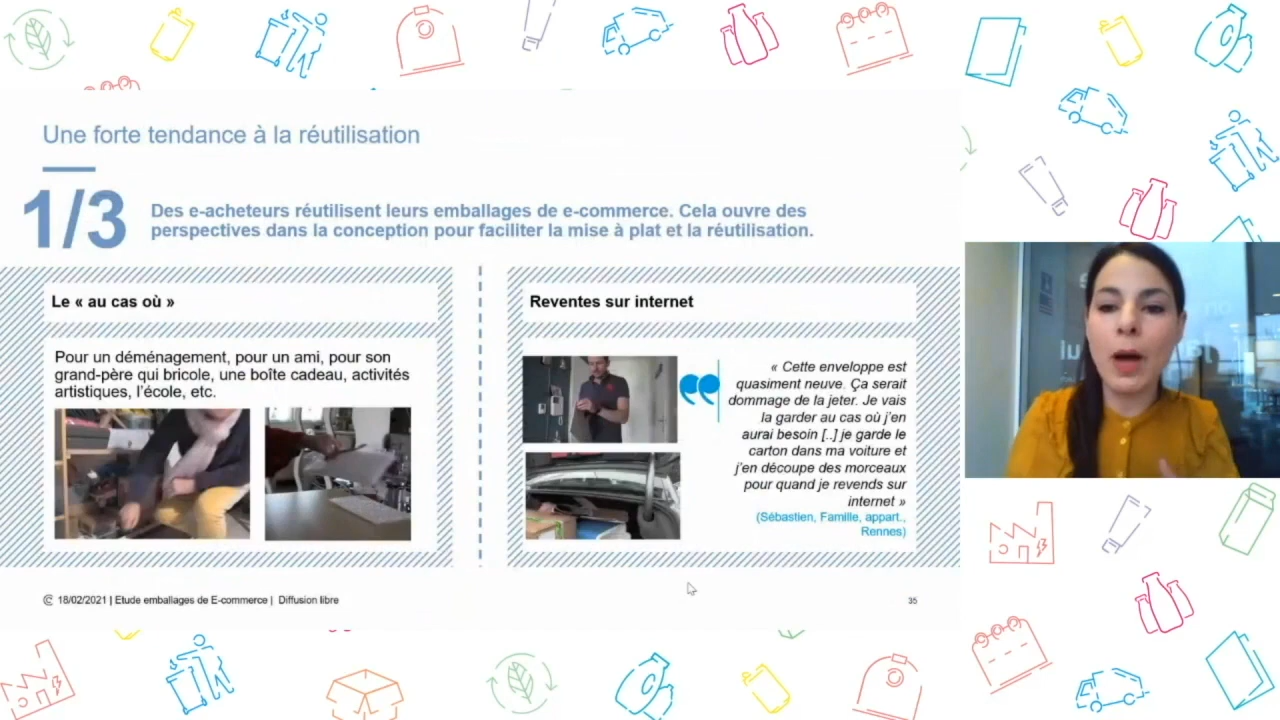 Une forte tendance à la réutilisation
1/3
Des e-acheteurs réutilisent leurs emballages de e-commerce. Cela ouvre des
perspectives dans la conception pour faciliter la mise à plat et la réutilisation.
Le « au cas où »
Pour un déménagement, pour un ami, pour son
grand-père qui bricole, une boîte cadeau, activités
artistiques, l'école, etc.
Reventes sur internet
« Cette enveloppe est
quasiment neuve. Ça serait
dommage de la jeter. Je vais
la garder au cas où j'en
aurai besoin [..] je garde le
carton dans ma voiture et
j'en découpe des morceaux
pour quand je revends sur
internet »
(Sébastien, Famille, appart.,
Rennes)
18/02/2021 | Etude emballages de E-commerce | Diffusion libre
35